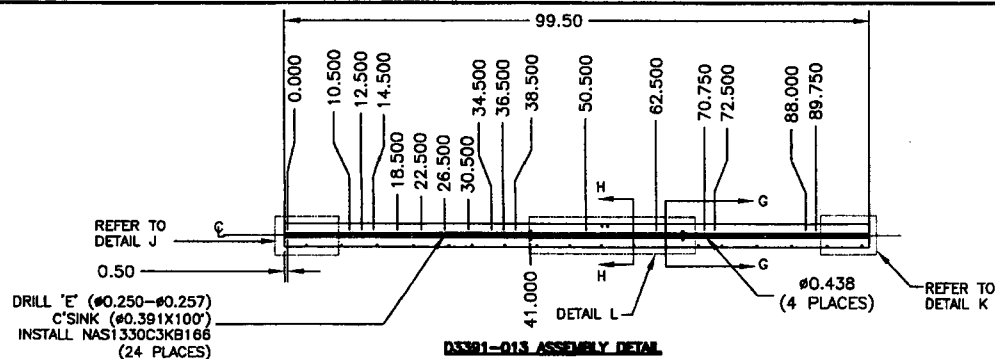 99.50
0.000
10.500
12.500
14.500
18.500
22.500
26.500
30.500
34.500
36.500
38.500
50.500
62.500
70.750
72.500
88.000
89.750
H
G
REFER TO
DETAIL J
℄
0.50
H
G
41.000
DETAIL L
ø0.438
(4 PLACES)
REFER TO
DETAIL K
DRILL 'E' (ø0.250-ø0.257)
C'SINK (ø0.391X100°)
INSTALL NAS1330C3KB166
(24 PLACES)
D3391-013 ASSEMBLY DETAIL